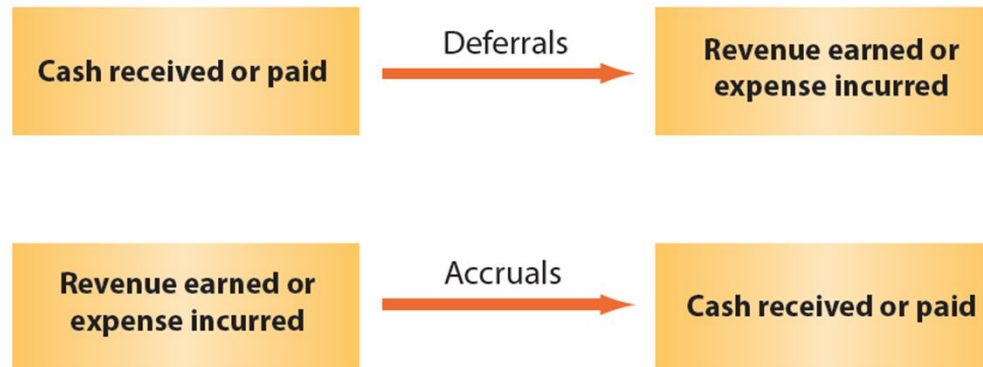 Cash received or paid
Deferrals
Revenue earned or
expense incurred
Revenue earned or
expense incurred
Accruals
Cash received or paid